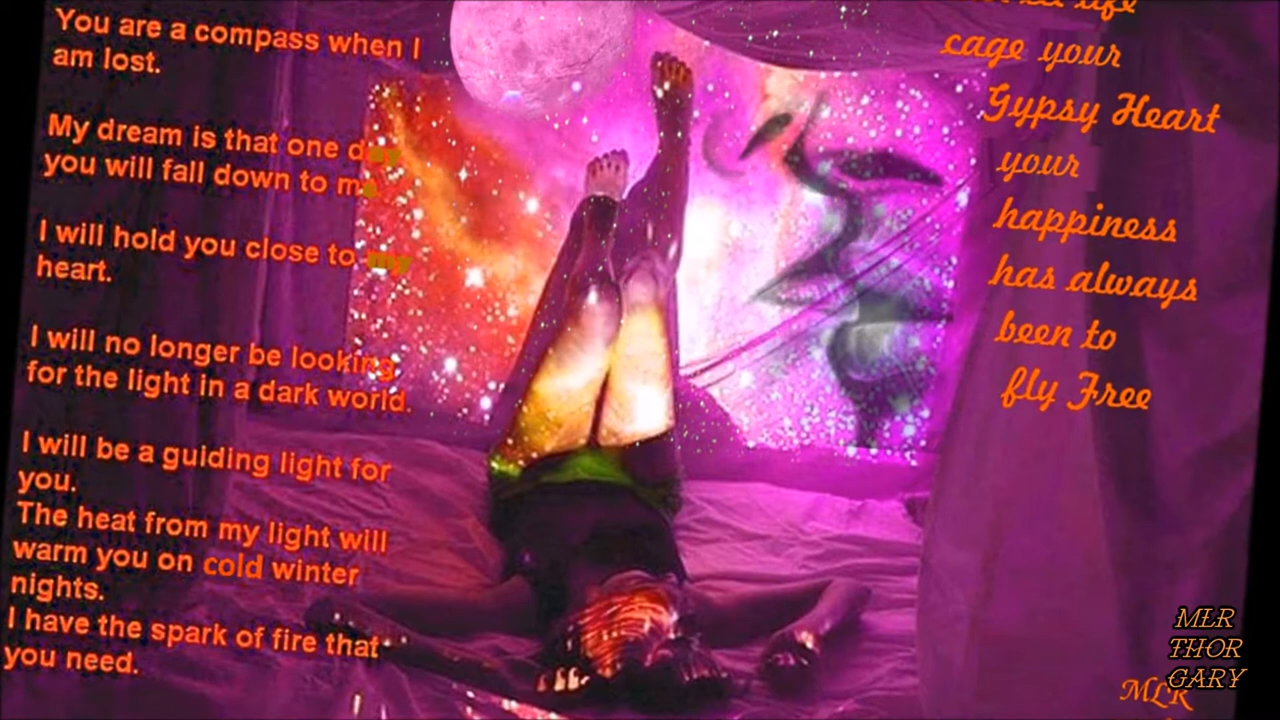 You are a compass when I
am lost.
My dream is that one day
you will fall down to me
I will hold you close to my
heart.
I will no longer be looking
for the light in a dark world.
I will be a guiding light for
you.
The heat from my light will
warm you on cold winter
nights.
I have the spark of fire that
you need.
life
cage your
Gypsy Heart
your
happiness
has always
been to
fly Free
MLR
THOR
GARY
MLR